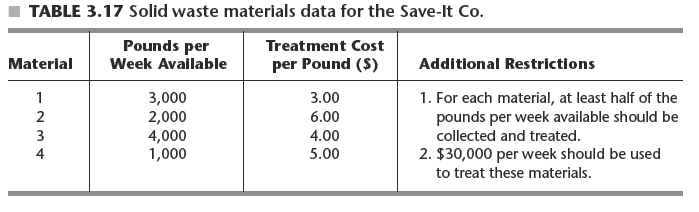 TABLE 3.17 Solid waste materials data for the Save-It Co.
Pounds per Treatment Cost
Material Week Available per Pound ($) Additional Restrictions
1 3,000 3.00 1. For each material, at least half of the
2 2,000 6.00 pounds per week available should be
3 4,000 4.00 collected and treated.
4 1,000 5.00 2. $30,000 per week should be used
to treat these materials.